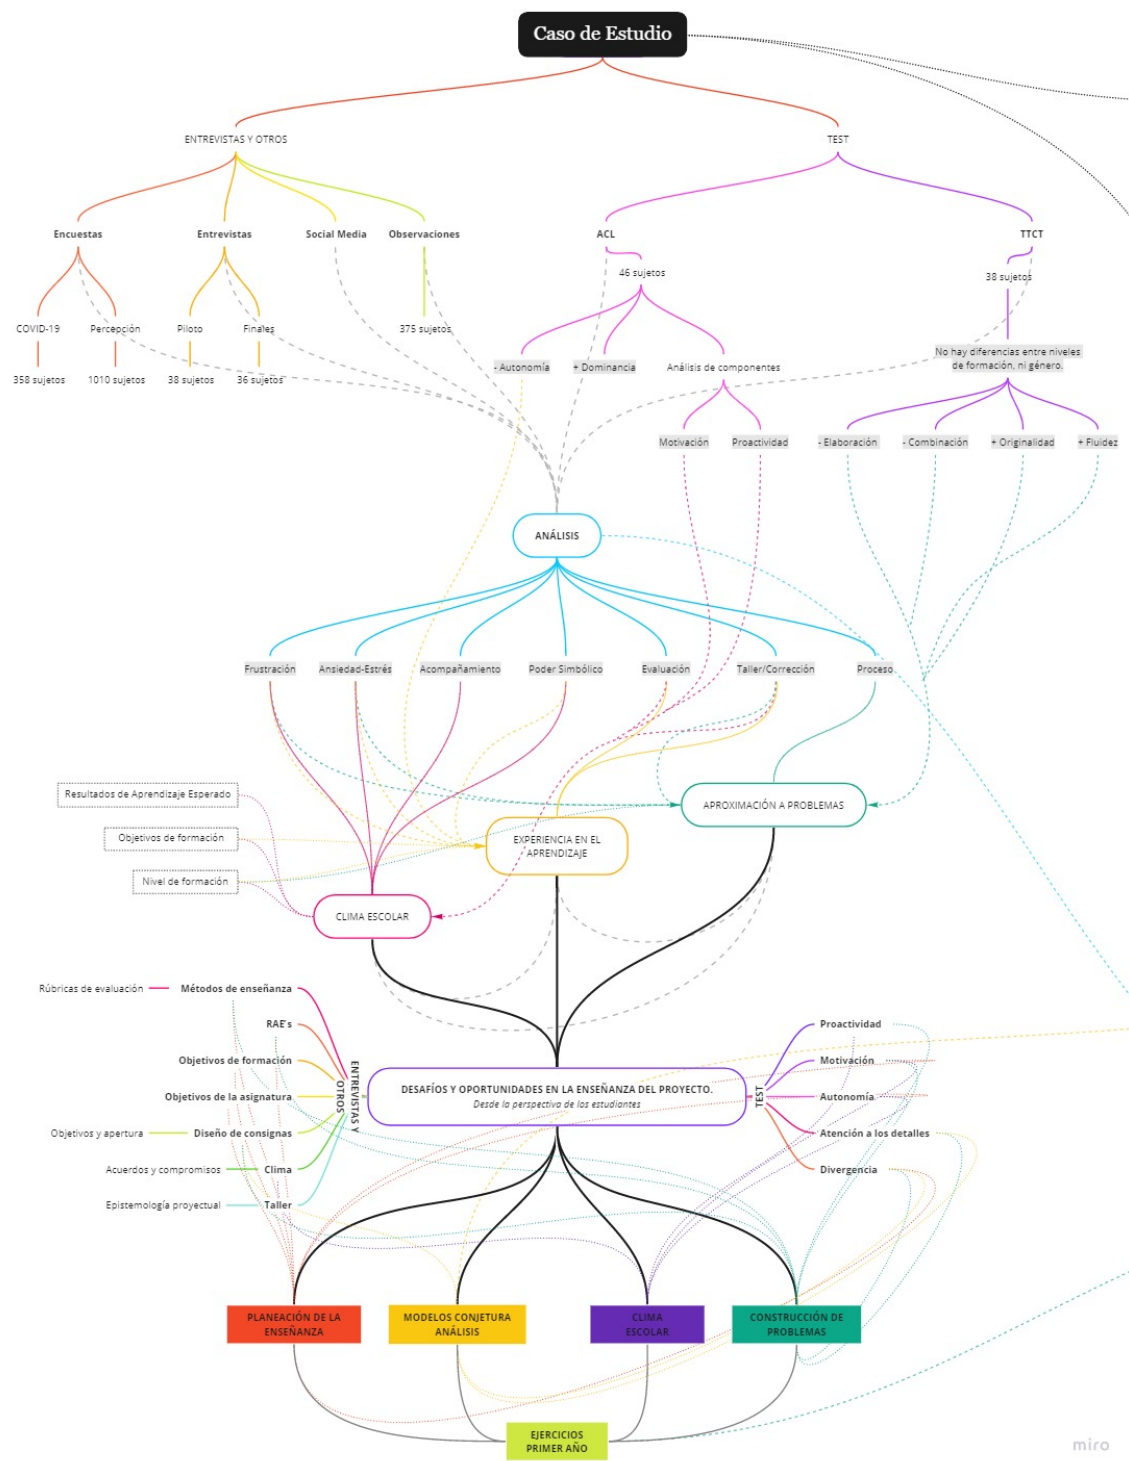 Caso de Estudio
ENTREVISTAS Y OTROS
TEST
Encuestas
Entrevistas
Social Media
Observaciones
ACL
TTCT
46 sujetos
38 sujetos
COVID-19
Percepción
Piloto
Finales
375 sujetos
358 sujetos
1010 sujetos
38 sujetos
36 sujetos
- Autonomía
+ Dominancia
Análisis de componentes
No hay diferencias entre niveles
de formación, ni género.
Motivación
Proactividad
- Elaboración
- Combinación
+ Originalidad
+ Fluidez
ANÁLISIS
Frustración
Ansiedad-Estrés
Acompañamiento
Poder Simbólico
Evaluación
Taller/Corrección
Proceso
Resultados de Aprendizaje Esperado
Objetivos de formación
Nivel de formación
APROXIMACIÓN A PROBLEMAS
EXPERIENCIA EN EL
APRENDIZAJE
CLIMA ESCOLAR
Rúbricas de evaluación
Métodos de enseñanza
RAE's
Objetivos de formación
Objetivos de la asignatura
Objetivos y apertura
Diseño de consignas
Acuerdos y compromisos
Clima
Epistemología proyectual
Taller
ENTREVISTAS Y
OTROS
DESAFÍOS Y OPORTUNIDADES EN LA ENSEÑANZA DEL PROYECTO.
Desde la perspectiva de los estudiantes
TEST
Proactividad
Motivación
Autonomía
Atención a los detalles
Divergencia
PLANEACIÓN DE LA
ENSEÑANZA
MODELOS CONJETURA
ANÁLISIS
CLIMA
ESCOLAR
CONSTRUCCIÓN DE
PROBLEMAS
EJERCICIOS
PRIMER AÑO
miro